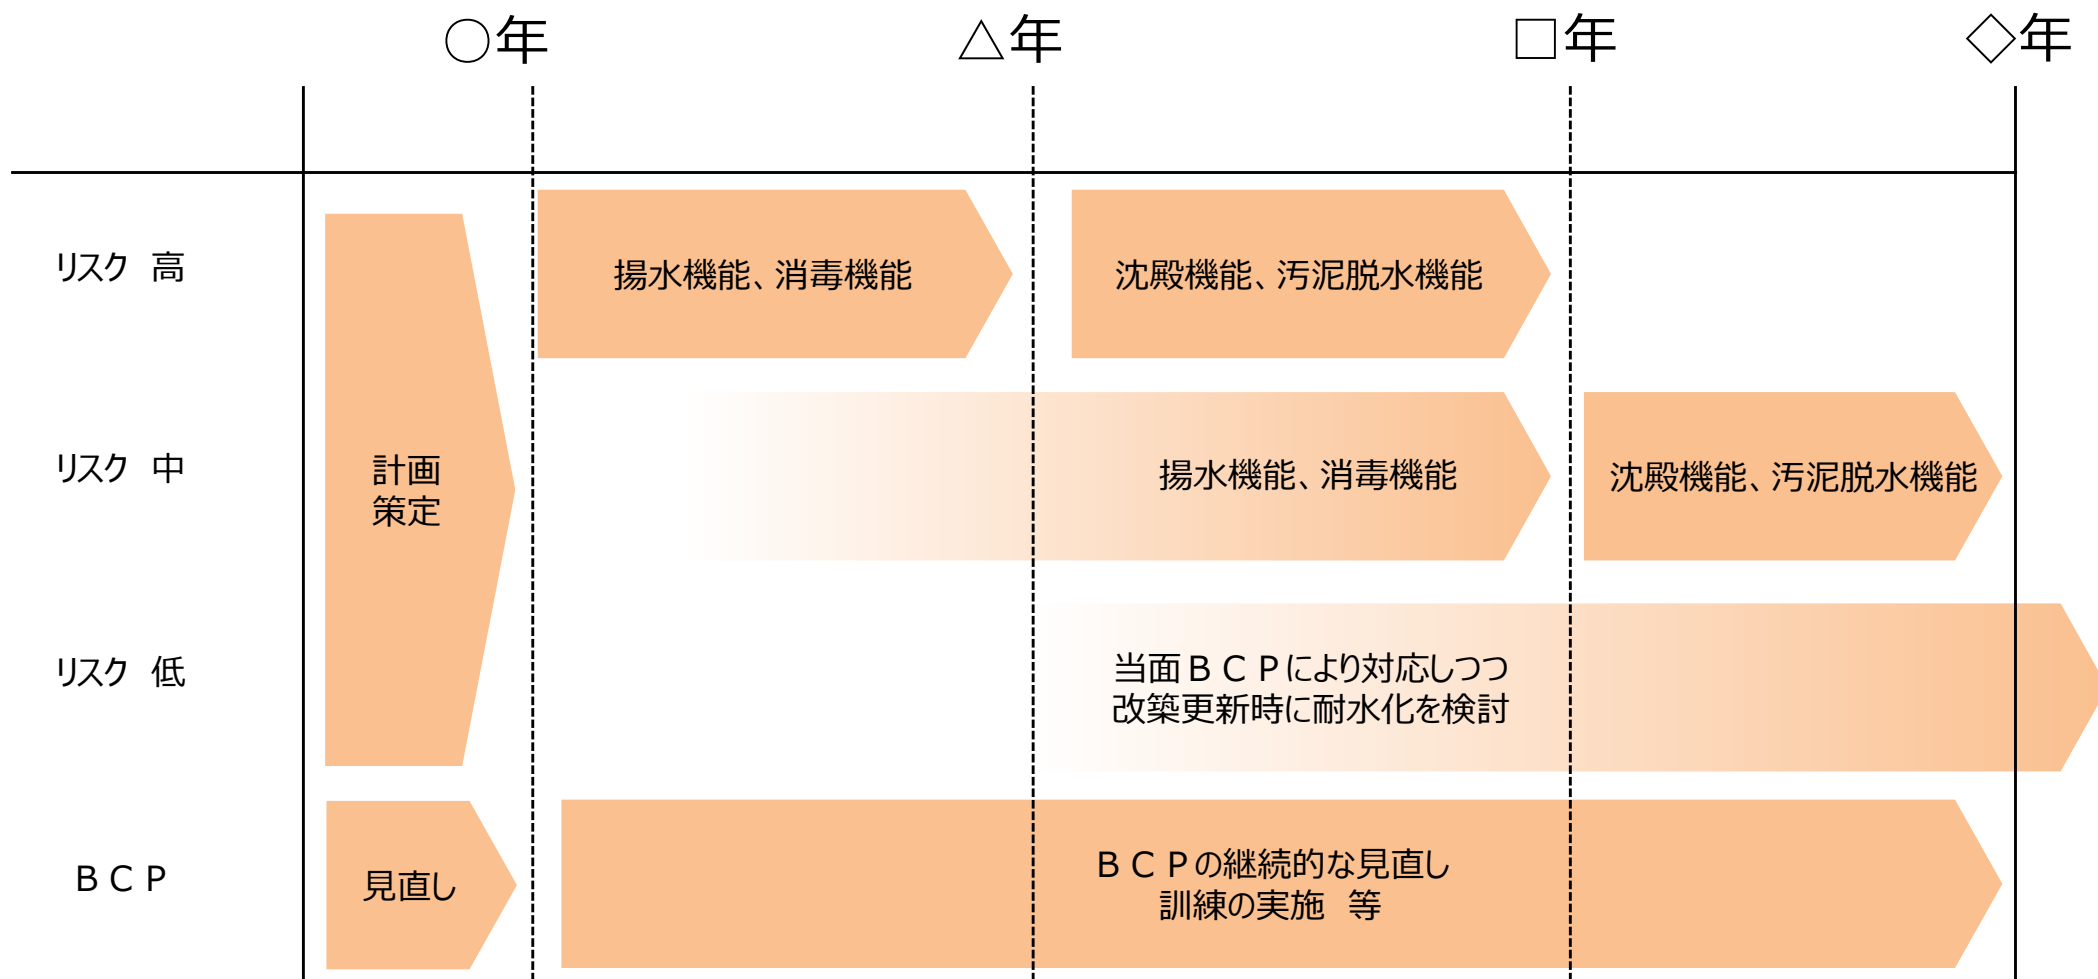 ○年
△年
□年
◇年
リスク　高
揚水機能、消毒機能
沈殿機能、汚泥脱水機能
リスク　中
計画
策定
揚水機能、消毒機能
沈殿機能、汚泥脱水機能
リスク　低
当面ＢＣＰにより対応しつつ
改築更新時に耐水化を検討
ＢＣＰ
見直し
ＢＣＰの継続的な見直し
訓練の実施　等